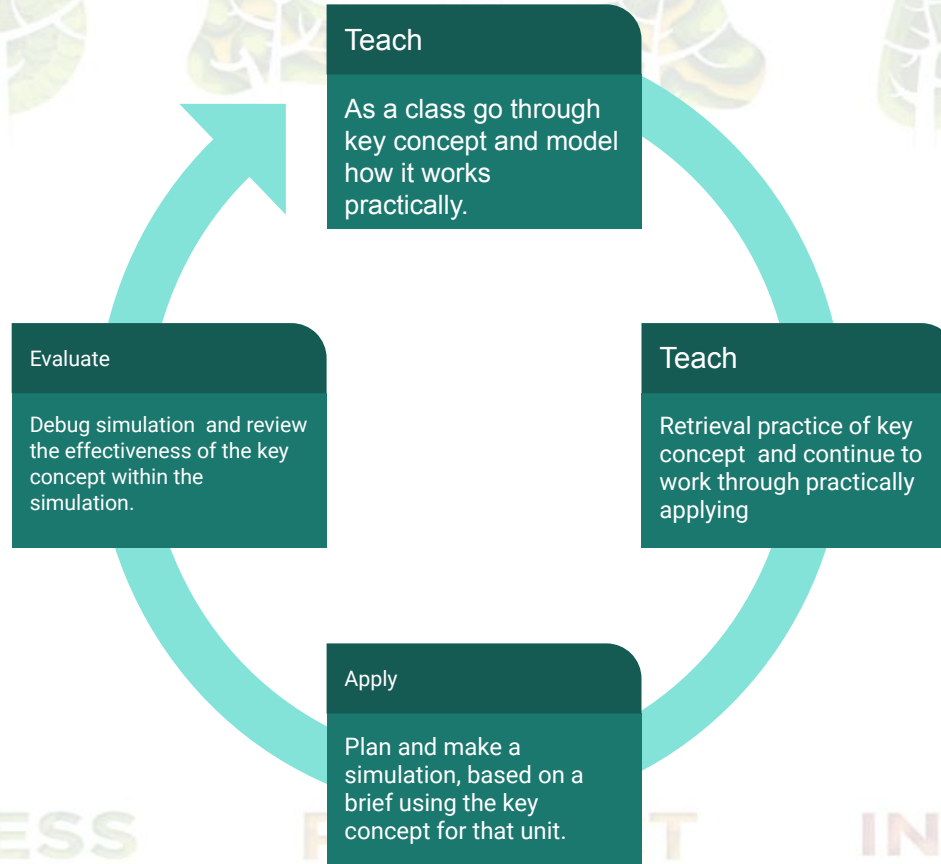 Teach
As a class go through
key concept and model
how it works
practically.
Teach
Retrieval practice of key
concept and continue to
work through practically
applying
Apply
Plan and make a
simulation, based on a
brief using the key
concept for that unit.
Evaluate
Debug simulation and review
the effectiveness of the key
concept within the
simulation.